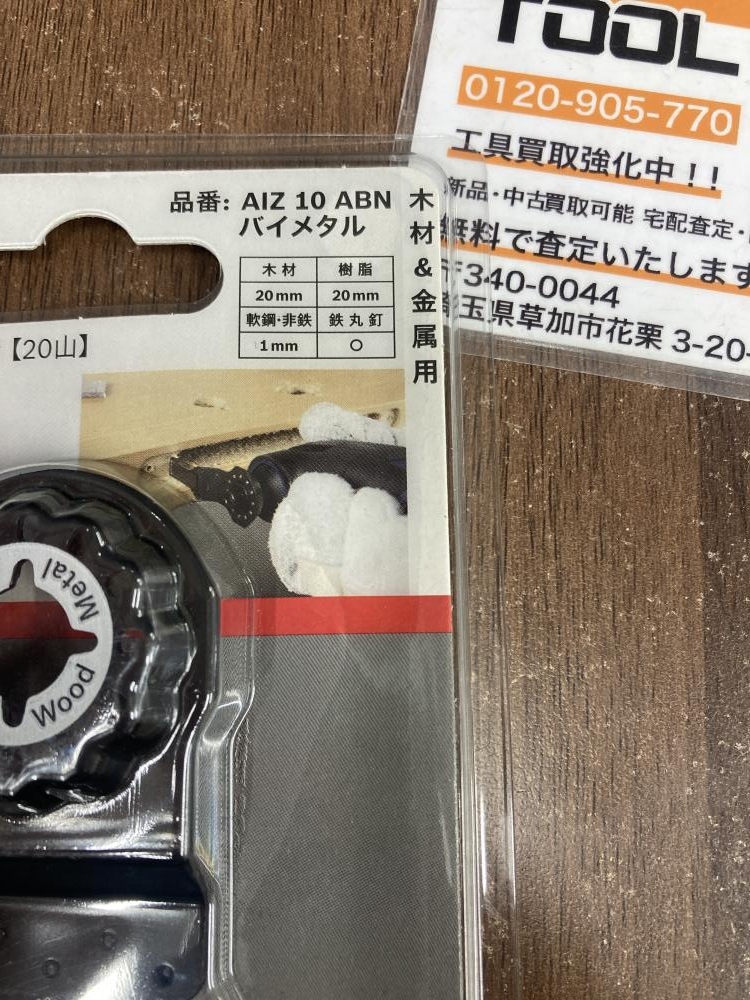 TOOL
0120-905-770
工具買取強化中!!
新品・中古買取可能 宅配査定・
無料で査定いたします
〒340-0044
埼玉県草加市花栗 3-20-
品番: AIZ 10 ABN
バイメタル
木材&金属用
木材 樹脂
20mm 20mm
軟鋼・非鉄 鉄丸釘
1mm ○
【20山】
Metal
Wood